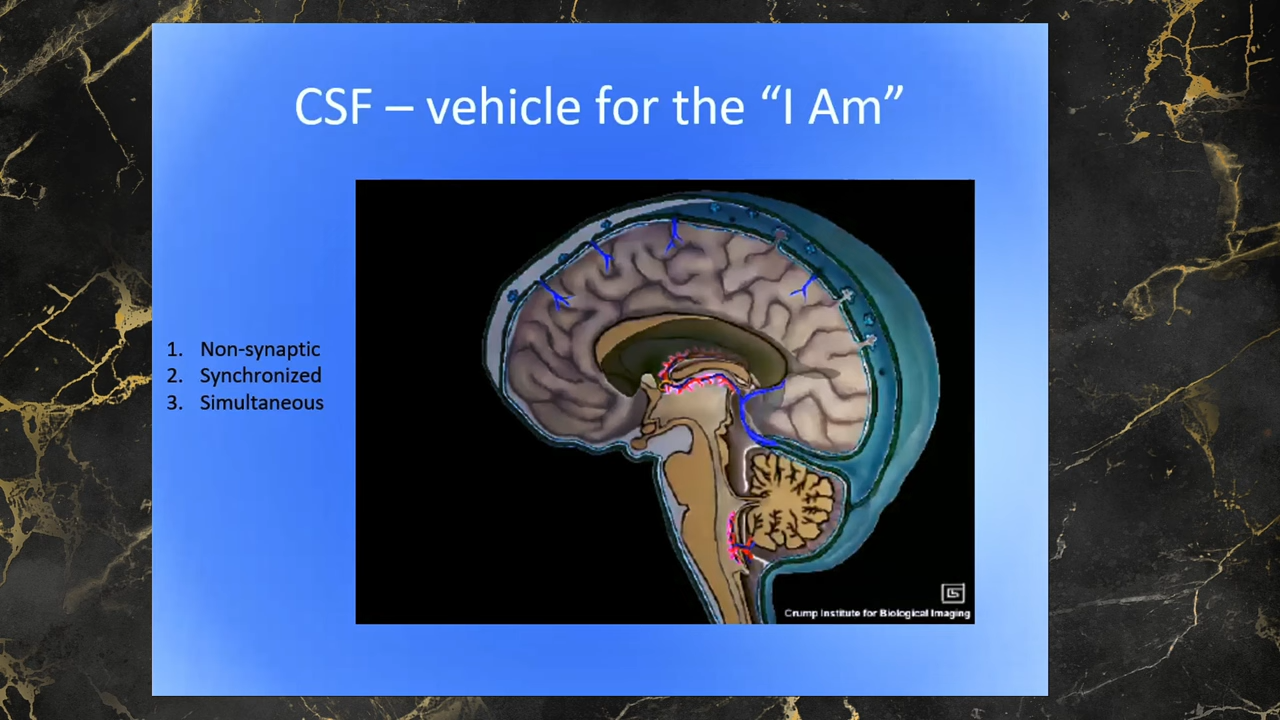 CSF – vehicle for the “I Am”
1. Non-synaptic
2. Synchronized
3. Simultaneous
Crump Institute for Biological Imaging